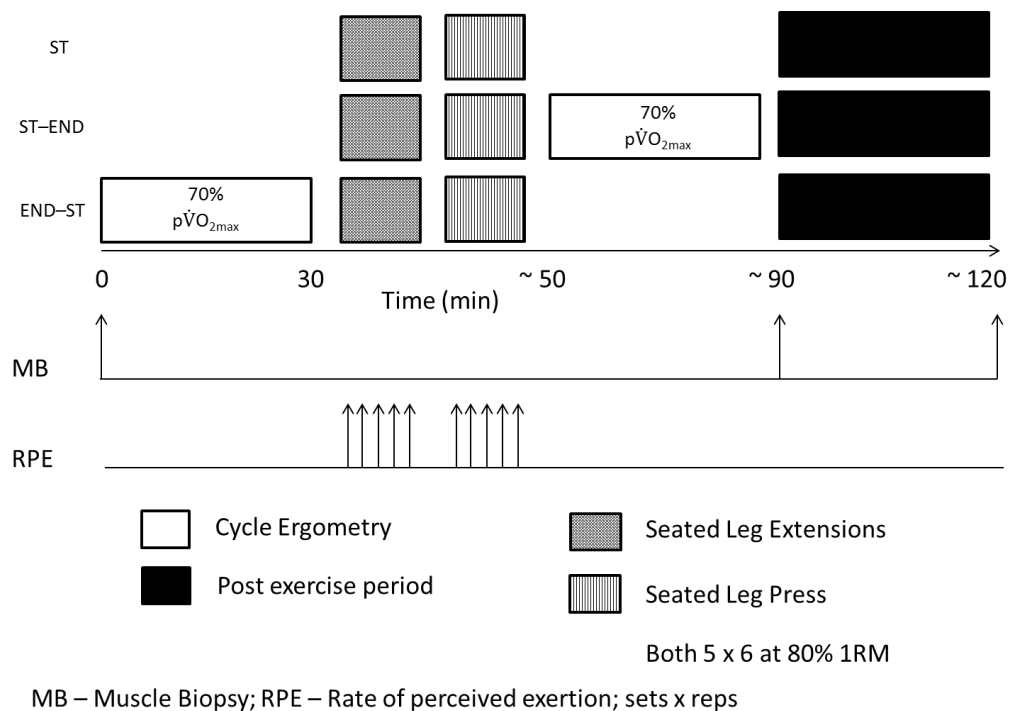 ST
ST–END
70%
pV̇O₂max
END–ST
70%
pV̇O₂max
0
30
~ 50
~ 90
~ 120
Time (min)
MB
RPE
Cycle Ergometry
Seated Leg Extensions
Post exercise period
Seated Leg Press
Both 5 x 6 at 80% 1RM
MB – Muscle Biopsy; RPE – Rate of perceived exertion; sets x reps